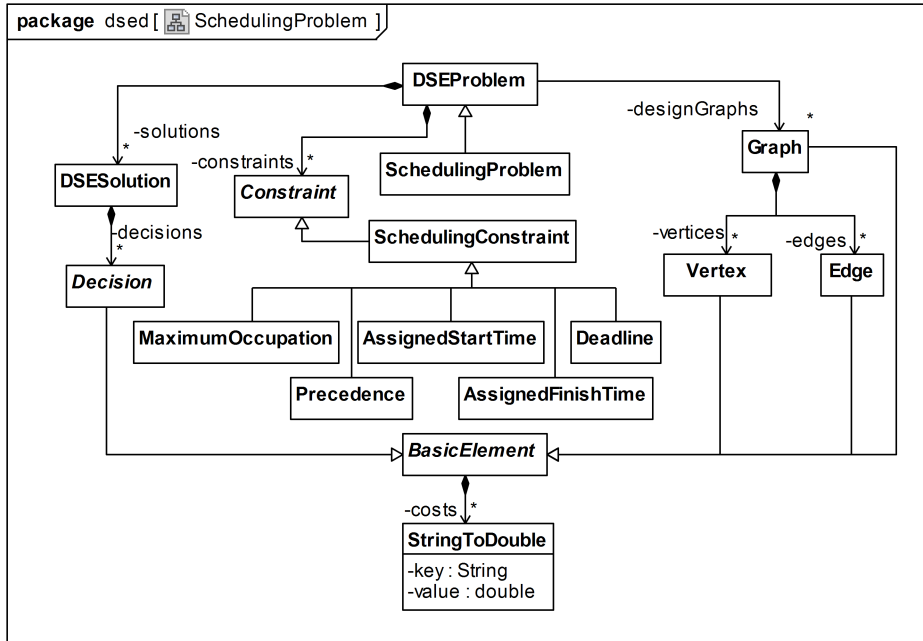 package dsed [ SchedulingProblem ]
DSEProblem
-solutions
*
-designGraphs
*
-constraints
*
SchedulingProblem
Graph
DSESolution
Constraint
-decisions
*
SchedulingConstraint
-vertices
*
-edges
*
Decision
Vertex
Edge
MaximumOccupation
AssignedStartTime
Deadline
Precedence
AssignedFinishTime
BasicElement
-costs
*
StringToDouble
-key : String
-value : double